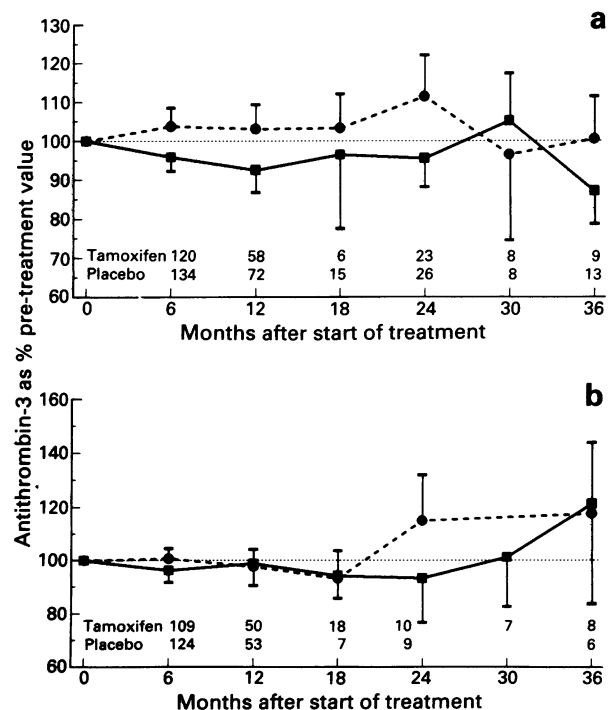 a
Antithrombin-3 as % pre-treatment value
130
120
110
100
90
80
70
60
Tamoxifen 120 58 6 23 8 9
Placebo 134 72 15 26 8 13
0 6 12 18 24 30 36
Months after start of treatment
b
160
140
120
100
80
60
Tamoxifen 109 50 18 10 7 8
Placebo 124 53 7 9 6
0 6 12 18 24 30 36
Months after start of treatment